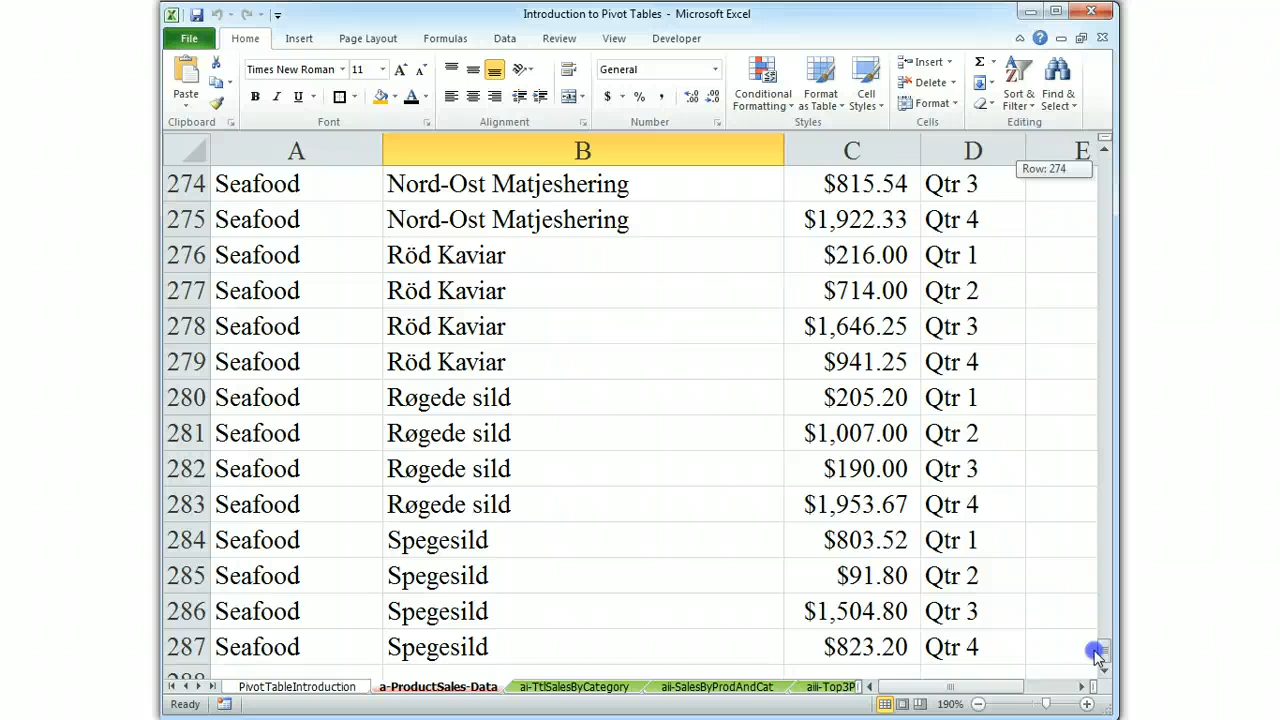 Introduction to Pivot Tables - Microsoft Excel
File Home Insert Page Layout Formulas Data Review View Developer
Paste
Times New Roman 11
B I U
General
$ % ,
Conditional Formatting
Format as Table
Cell Styles
Insert
Delete
Format
Sort & Filter
Find & Select
Clipboard Font Alignment Number Styles Cells Editing
A B C D E
Row: 274
274 Seafood Nord-Ost Matjeshering $815.54 Qtr 3
275 Seafood Nord-Ost Matjeshering $1,922.33 Qtr 4
276 Seafood Röd Kaviar $216.00 Qtr 1
277 Seafood Röd Kaviar $714.00 Qtr 2
278 Seafood Röd Kaviar $1,646.25 Qtr 3
279 Seafood Röd Kaviar $941.25 Qtr 4
280 Seafood Røgede sild $205.20 Qtr 1
281 Seafood Røgede sild $1,007.00 Qtr 2
282 Seafood Røgede sild $190.00 Qtr 3
283 Seafood Røgede sild $1,953.67 Qtr 4
284 Seafood Spegesild $803.52 Qtr 1
285 Seafood Spegesild $91.80 Qtr 2
286 Seafood Spegesild $1,504.80 Qtr 3
287 Seafood Spegesild $823.20 Qtr 4
PivotTableIntroduction a-ProductSales-Data ai-TtlSalesByCategory aii-SalesByProdAndCat aiii-Top3P
Ready 190%